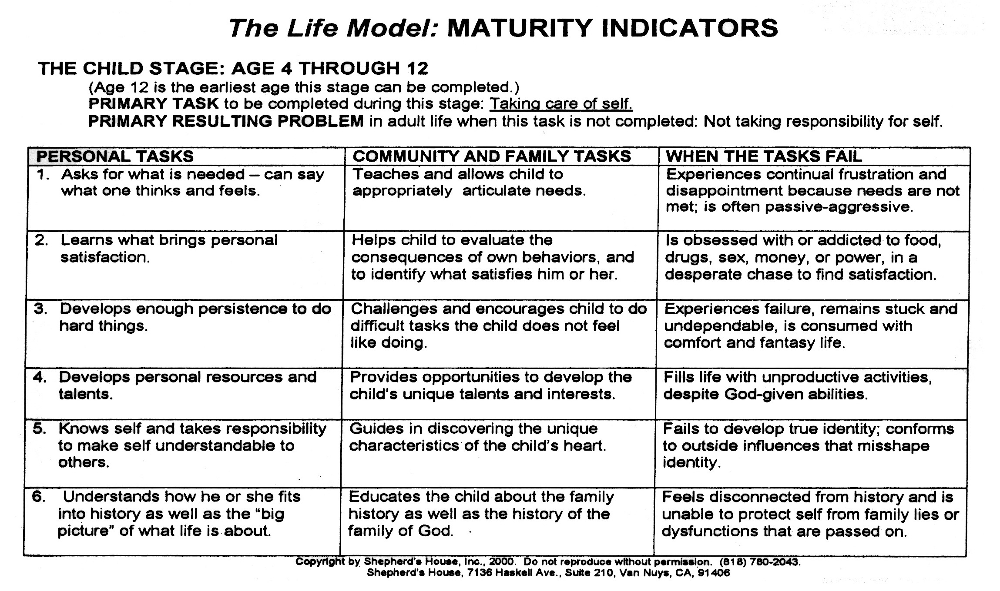 The Life Model: MATURITY INDICATORS
THE CHILD STAGE: AGE 4 THROUGH 12
(Age 12 is the earliest age this stage can be completed.)
PRIMARY TASK to be completed during this stage: Taking care of self.
PRIMARY RESULTING PROBLEM in adult life when this task is not completed: Not taking responsibility for self.
PERSONAL TASKS
COMMUNITY AND FAMILY TASKS
WHEN THE TASKS FAIL
1. Asks for what is needed – can say
what one thinks and feels.
Teaches and allows child to
appropriately articulate needs.
Experiences continual frustration and
disappointment because needs are not
met; is often passive-aggressive.
2. Learns what brings personal
satisfaction.
Helps child to evaluate the
consequences of own behaviors, and
to identify what satisfies him or her.
Is obsessed with or addicted to food,
drugs, sex, money, or power, in a
desperate chase to find satisfaction.
3. Develops enough persistence to do
hard things.
Challenges and encourages child to do
difficult tasks the child does not feel
like doing.
Experiences failure, remains stuck and
undependable, is consumed with
comfort and fantasy life.
4. Develops personal resources and
talents.
Provides opportunities to develop the
child's unique talents and interests.
Fills life with unproductive activities,
despite God-given abilities.
5. Knows self and takes responsibility
to make self understandable to
others.
Guides in discovering the unique
characteristics of the child's heart.
Fails to develop true identity; conforms
to outside influences that misshape
identity.
6. Understands how he or she fits
into history as well as the "big
picture" of what life is about.
Educates the child about the family
history as well as the history of the
family of God.
Feels disconnected from history and is
unable to protect self from family lies or
dysfunctions that are passed on.
Copyright by Shepherd's House, Inc., 2000. Do not reproduce without permission. (818) 780-2043.
Shepherd's House, 7136 Haskell Ave., Suite 210, Van Nuys, CA, 91406